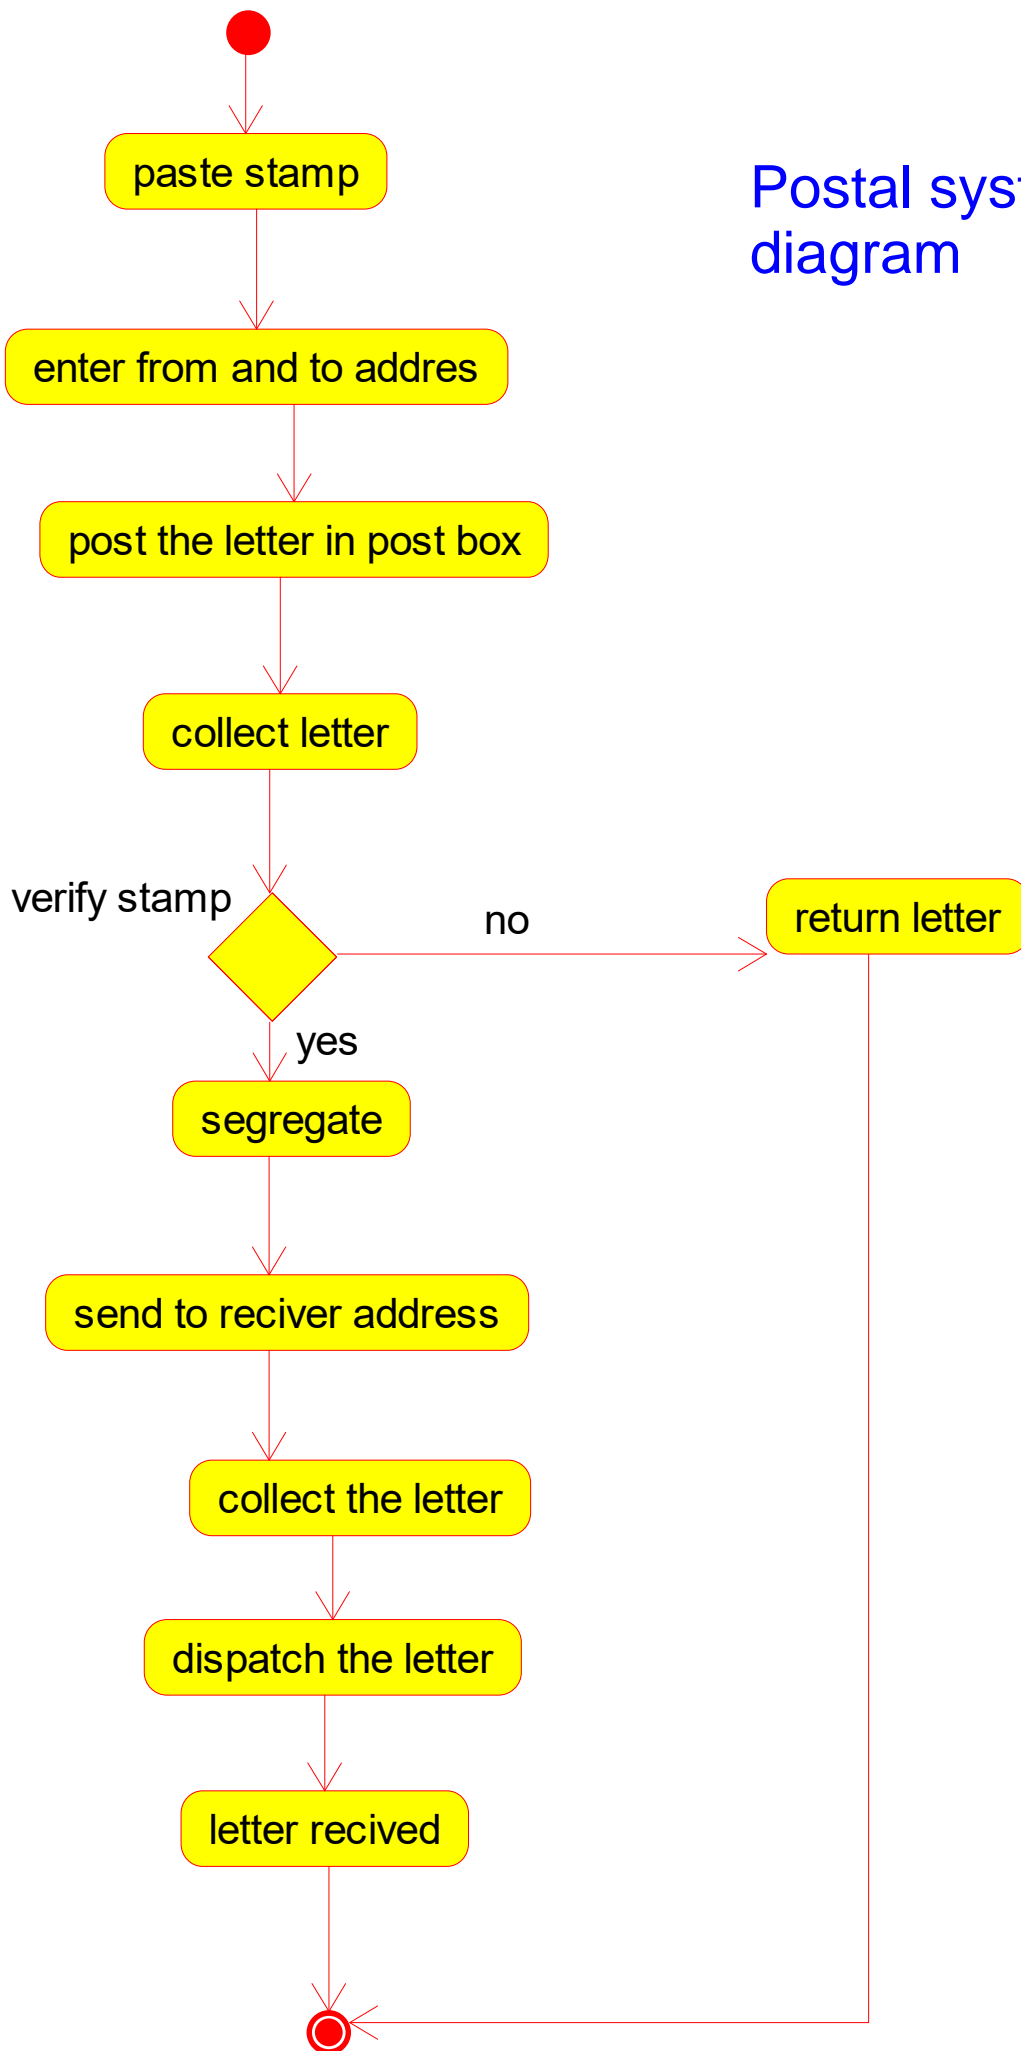 paste stamp
Postal syst
diagram
enter from and to addres
post the letter in post box
collect letter
verify stamp
no
return letter
yes
segregate
send to reciver address
collect the letter
dispatch the letter
letter recived